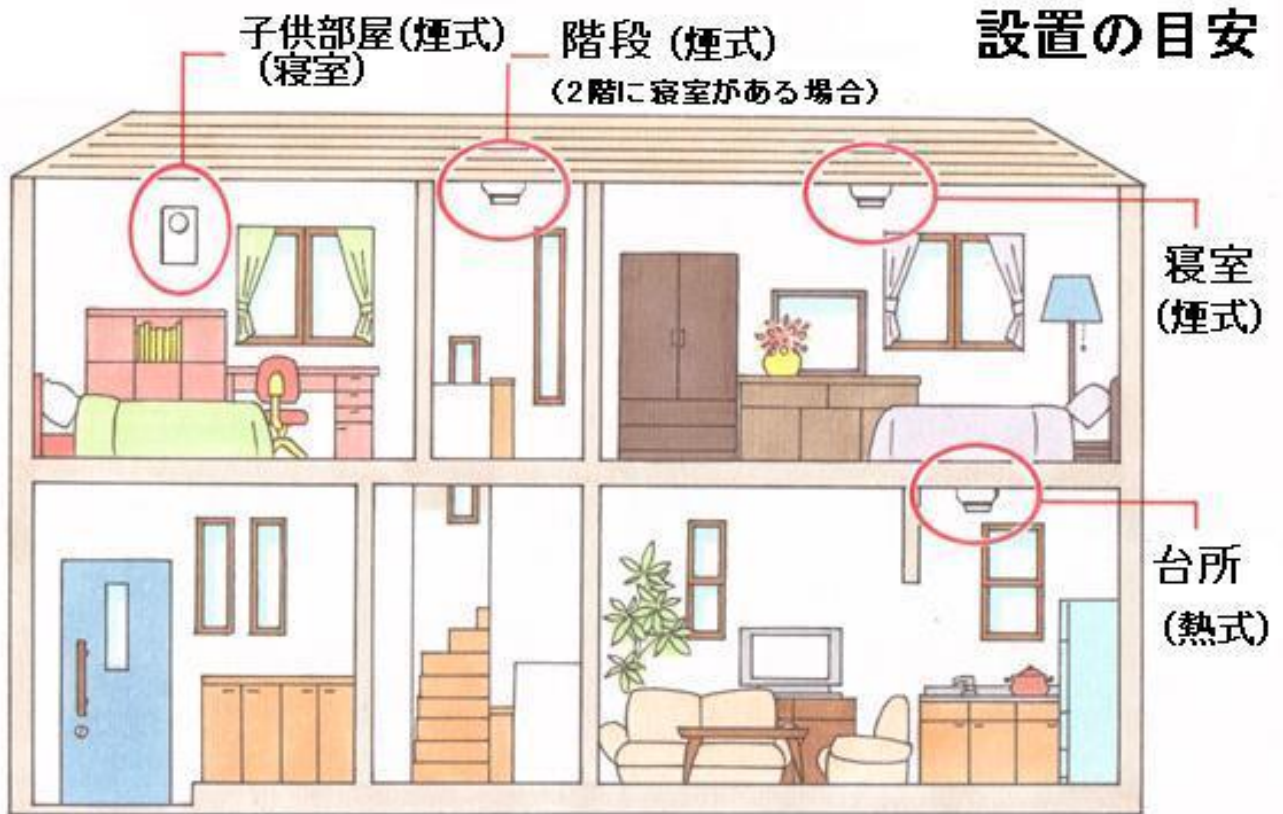 設置の目安
子供部屋(煙式)
(寝室)
階段(煙式)
(2階に寝室がある場合)
寝室
(煙式)
台所
(熱式)